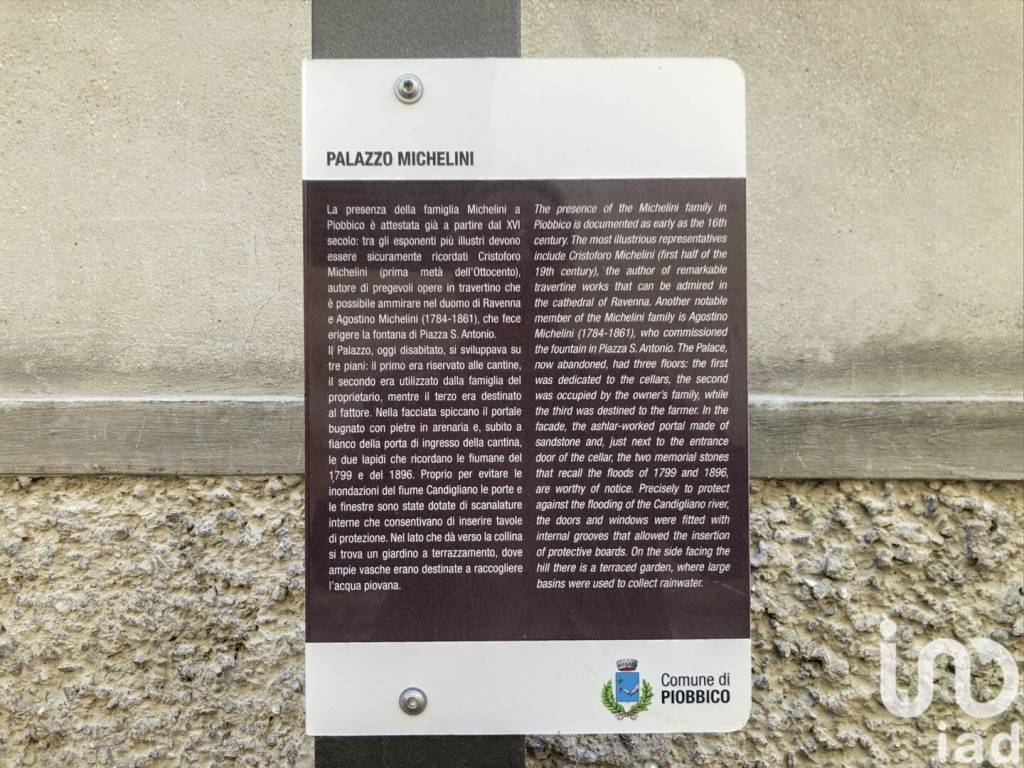 PALAZZO MICHELINI
La presenza della famiglia Michelini a
Piobbico è attestata già a partire dal XVI
secolo: tra gli esponenti più illustri devono
essere sicuramente ricordati Cristoforo
Michelini (prima metà dell'Ottocento),
autore di pregevoli opere in travertino che
è possibile ammirare nel duomo di Ravenna
e Agostino Michelini (1784-1861), che fece
erigere la fontana di Piazza S. Antonio.
Il Palazzo, oggi disabitato, si sviluppava su
tre piani: il primo era riservato alle cantine,
il secondo era utilizzato dalla famiglia del
proprietario, mentre il terzo era destinato
al fattore. Nella facciata spiccano il portale
bugnato con pietre in arenaria e, subito a
fianco della porta di ingresso della cantina,
le due lapidi che ricordano le fiumane del
1799 e del 1896. Proprio per evitare le
inondazioni del fiume Candigliano le porte e
le finestre sono state dotate di scanalature
interne che consentivano di inserire tavole
di protezione. Nel lato che dà verso la collina
si trova un giardino a terrazzamento, dove
ampie vasche erano destinate a raccogliere
l'acqua piovana.
The presence of the Michelini family in
Piobbico is documented as early as the 16th
century. The most illustrious representatives
include Cristoforo Michelini (first half of the
19th century), the author of remarkable
travertine works that can be admired in
the cathedral of Ravenna. Another notable
member of the Michelini family is Agostino
Michelini (1784-1861), who commissioned
the fountain in Piazza S. Antonio. The Palace,
now abandoned, had three floors: the first
was dedicated to the cellars, the second
was occupied by the owner's family, while
the third was destined to the farmer. In the
facade, the ashlar-worked portal made of
sandstone and, just next to the entrance
door of the cellar, the two memorial stones
that recall the floods of 1799 and 1896,
are worthy of notice. Precisely to protect
against the flooding of the Candigliano river,
the doors and windows were fitted with
internal grooves that allowed the insertion
of protective boards. On the side facing the
hill there is a terraced garden, where large
basins were used to collect rainwater.
Comune di
PIOBBICO
iad